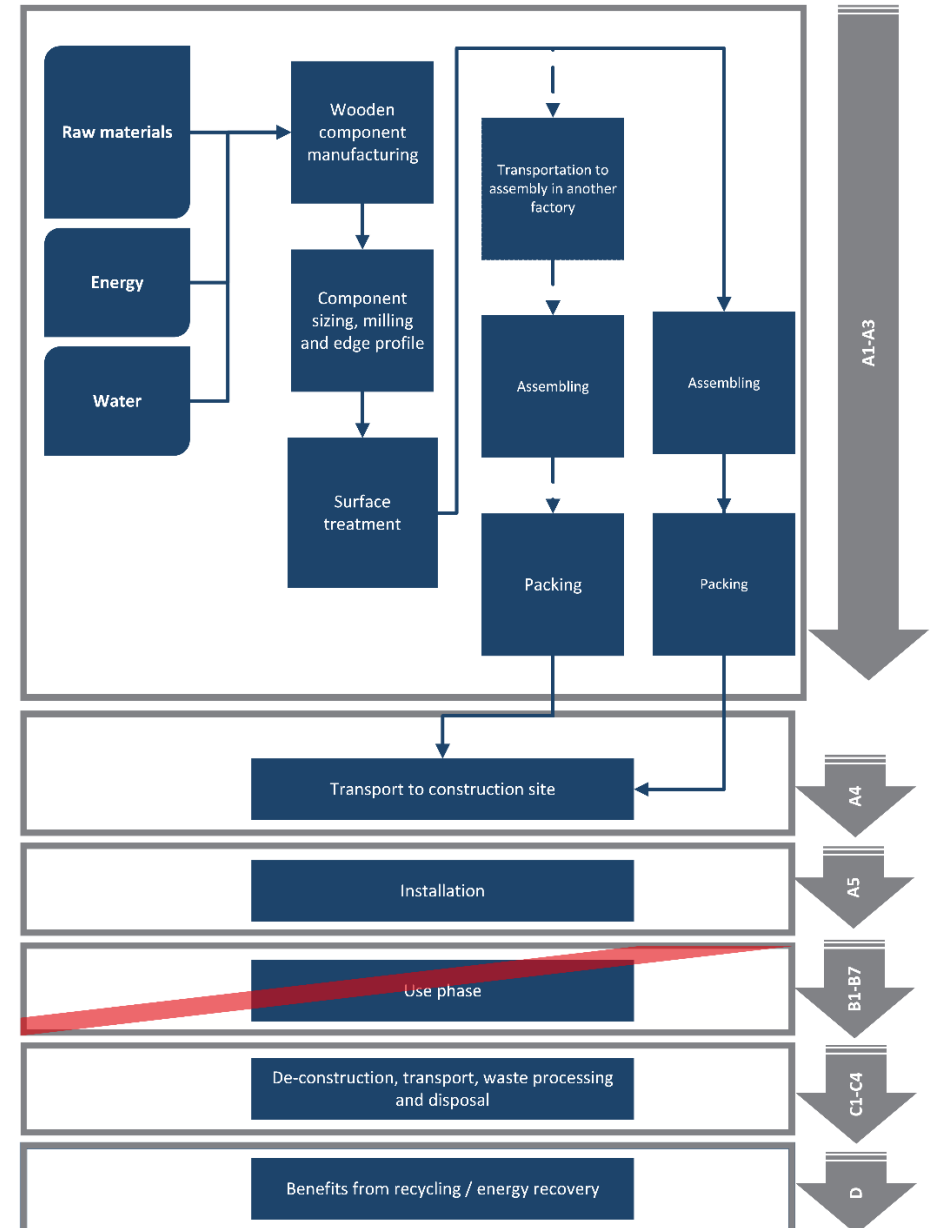 Raw materials
Energy
Water
Wooden
component
manufacturing
Component
sizing, milling
and edge profile
Surface
treatment
Transportation to
assembly in another
factory
Assembling
Packing
Assembling
Packing
A1-A3
Transport to construction site
A4
Installation
A5
Use phase
B1-B7
De-construction, transport, waste processing
and disposal
C1-C4
Benefits from recycling / energy recovery
D